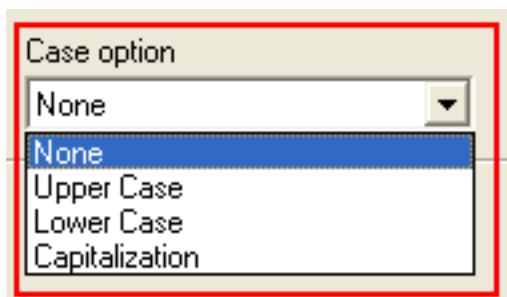 Case option
None
None
Upper Case
Lower Case
Capitalization